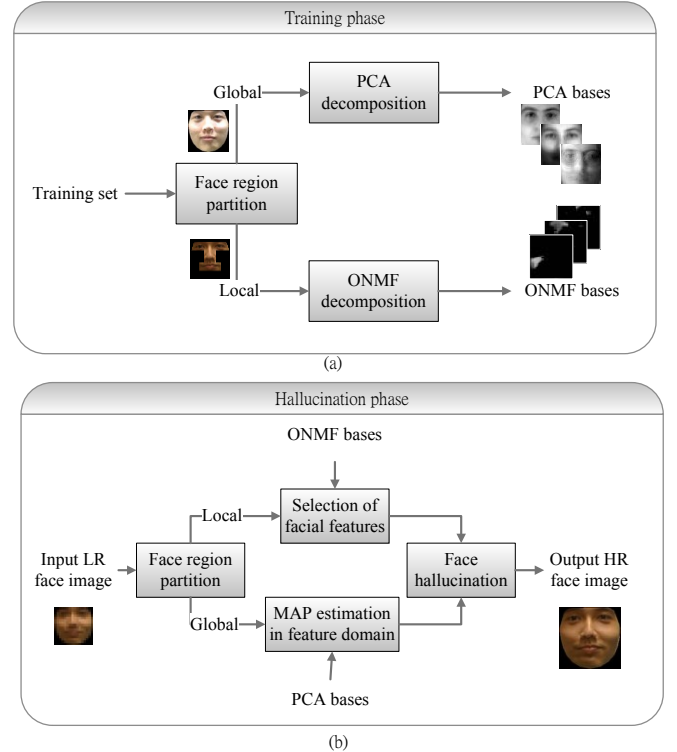 Training phase
Global
PCA
decomposition
PCA bases
Training set
Face region
partition
Local
ONMF
decomposition
ONMF bases
(a)
Hallucination phase
ONMF bases
Local
Selection of
facial features
Input LR
face image
Face region
partition
Face
hallucination
Output HR
face image
Global
MAP estimation
in feature domain
PCA bases
(b)